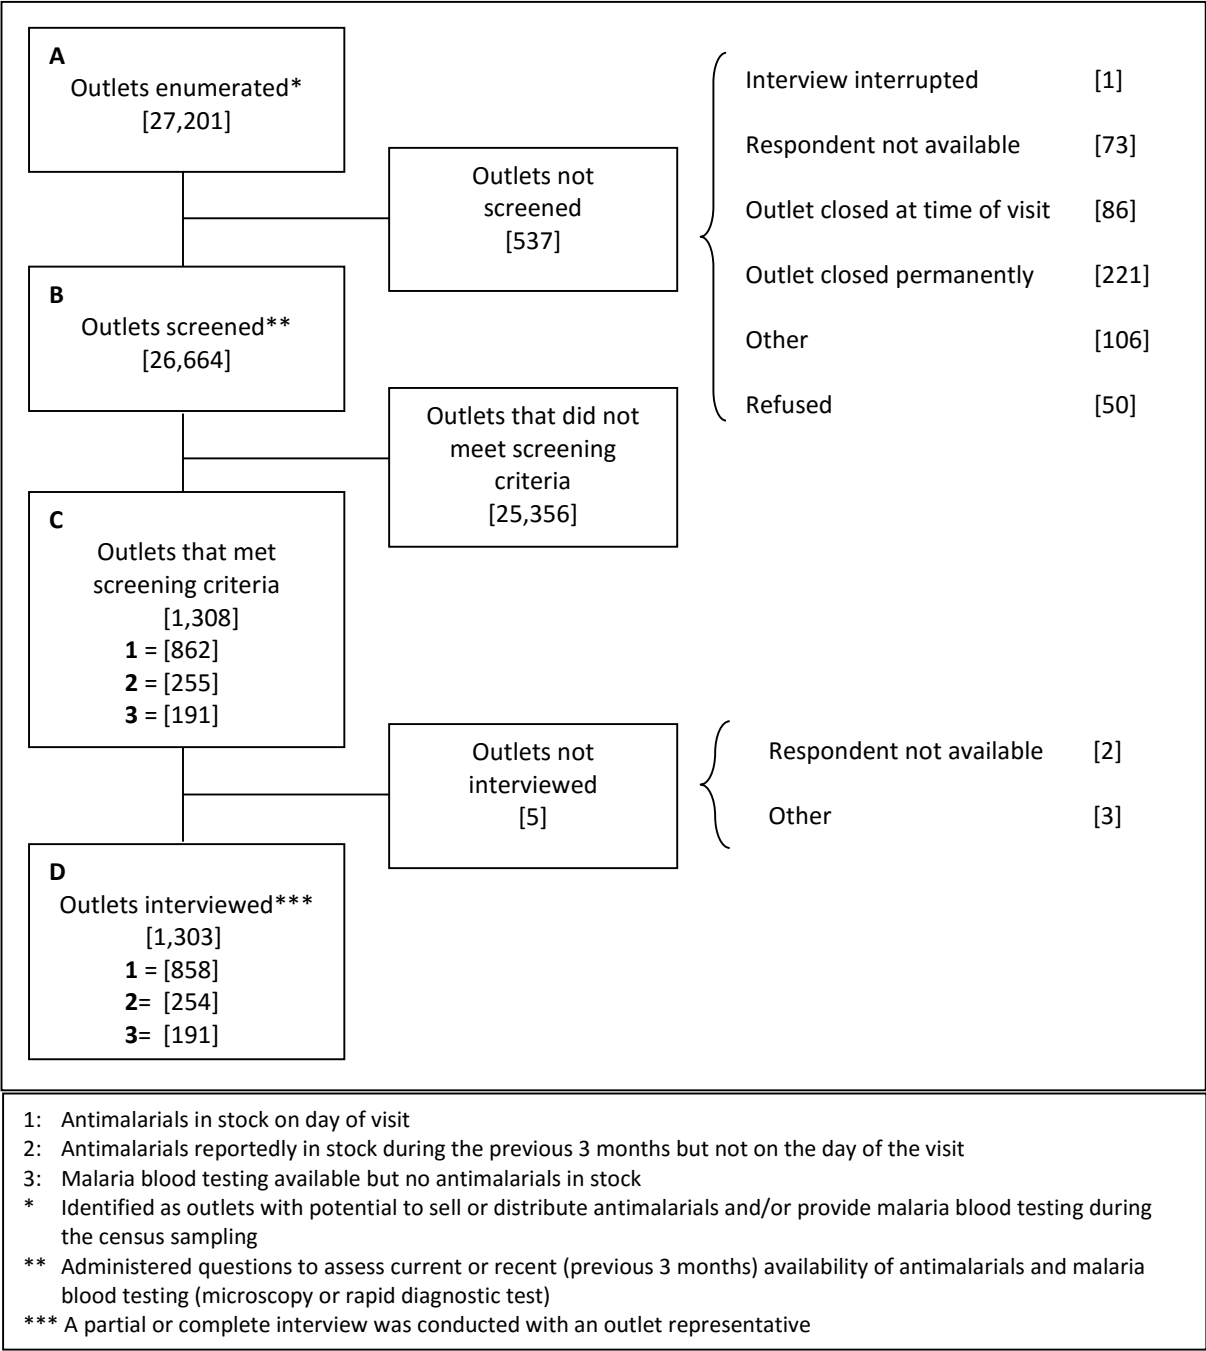 A
Outlets enumerated*
[27,201]
Outlets not
screened
[537]
Interview interrupted [1]
Respondent not available [73]
Outlet closed at time of visit [86]
Outlet closed permanently [221]
Other [106]
Refused [50]
B
Outlets screened**
[26,664]
Outlets that did not
meet screening
criteria
[25,356]
C
Outlets that met
screening criteria
[1,308]
1 = [862]
2 = [255]
3 = [191]
Outlets not
interviewed
[5]
Respondent not available [2]
Other [3]
D
Outlets interviewed***
[1,303]
1 = [858]
2= [254]
3= [191]
1: Antimalarials in stock on day of visit
2: Antimalarials reportedly in stock during the previous 3 months but not on the day of the visit
3: Malaria blood testing available but no antimalarials in stock
* Identified as outlets with potential to sell or distribute antimalarials and/or provide malaria blood testing during
the census sampling
** Administered questions to assess current or recent (previous 3 months) availability of antimalarials and malaria
blood testing (microscopy or rapid diagnostic test)
*** A partial or complete interview was conducted with an outlet representative